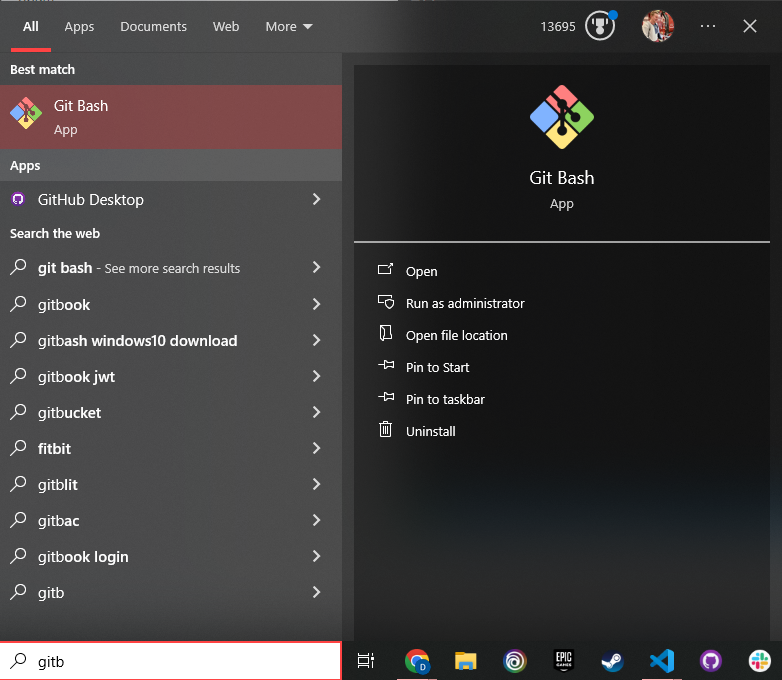 All Apps Documents Web More 13695
Best match
Git Bash
App
Apps
GitHub Desktop
Search the web
git bash - See more search results
gitbook
gitbash windows10 download
gitbook jwt
gitbucket
fitbit
gitblit
gitbac
gitbook login
gitb
Git Bash
App
Open
Run as administrator
Open file location
Pin to Start
Pin to taskbar
Uninstall
gitb
D
EPIC
GAMES